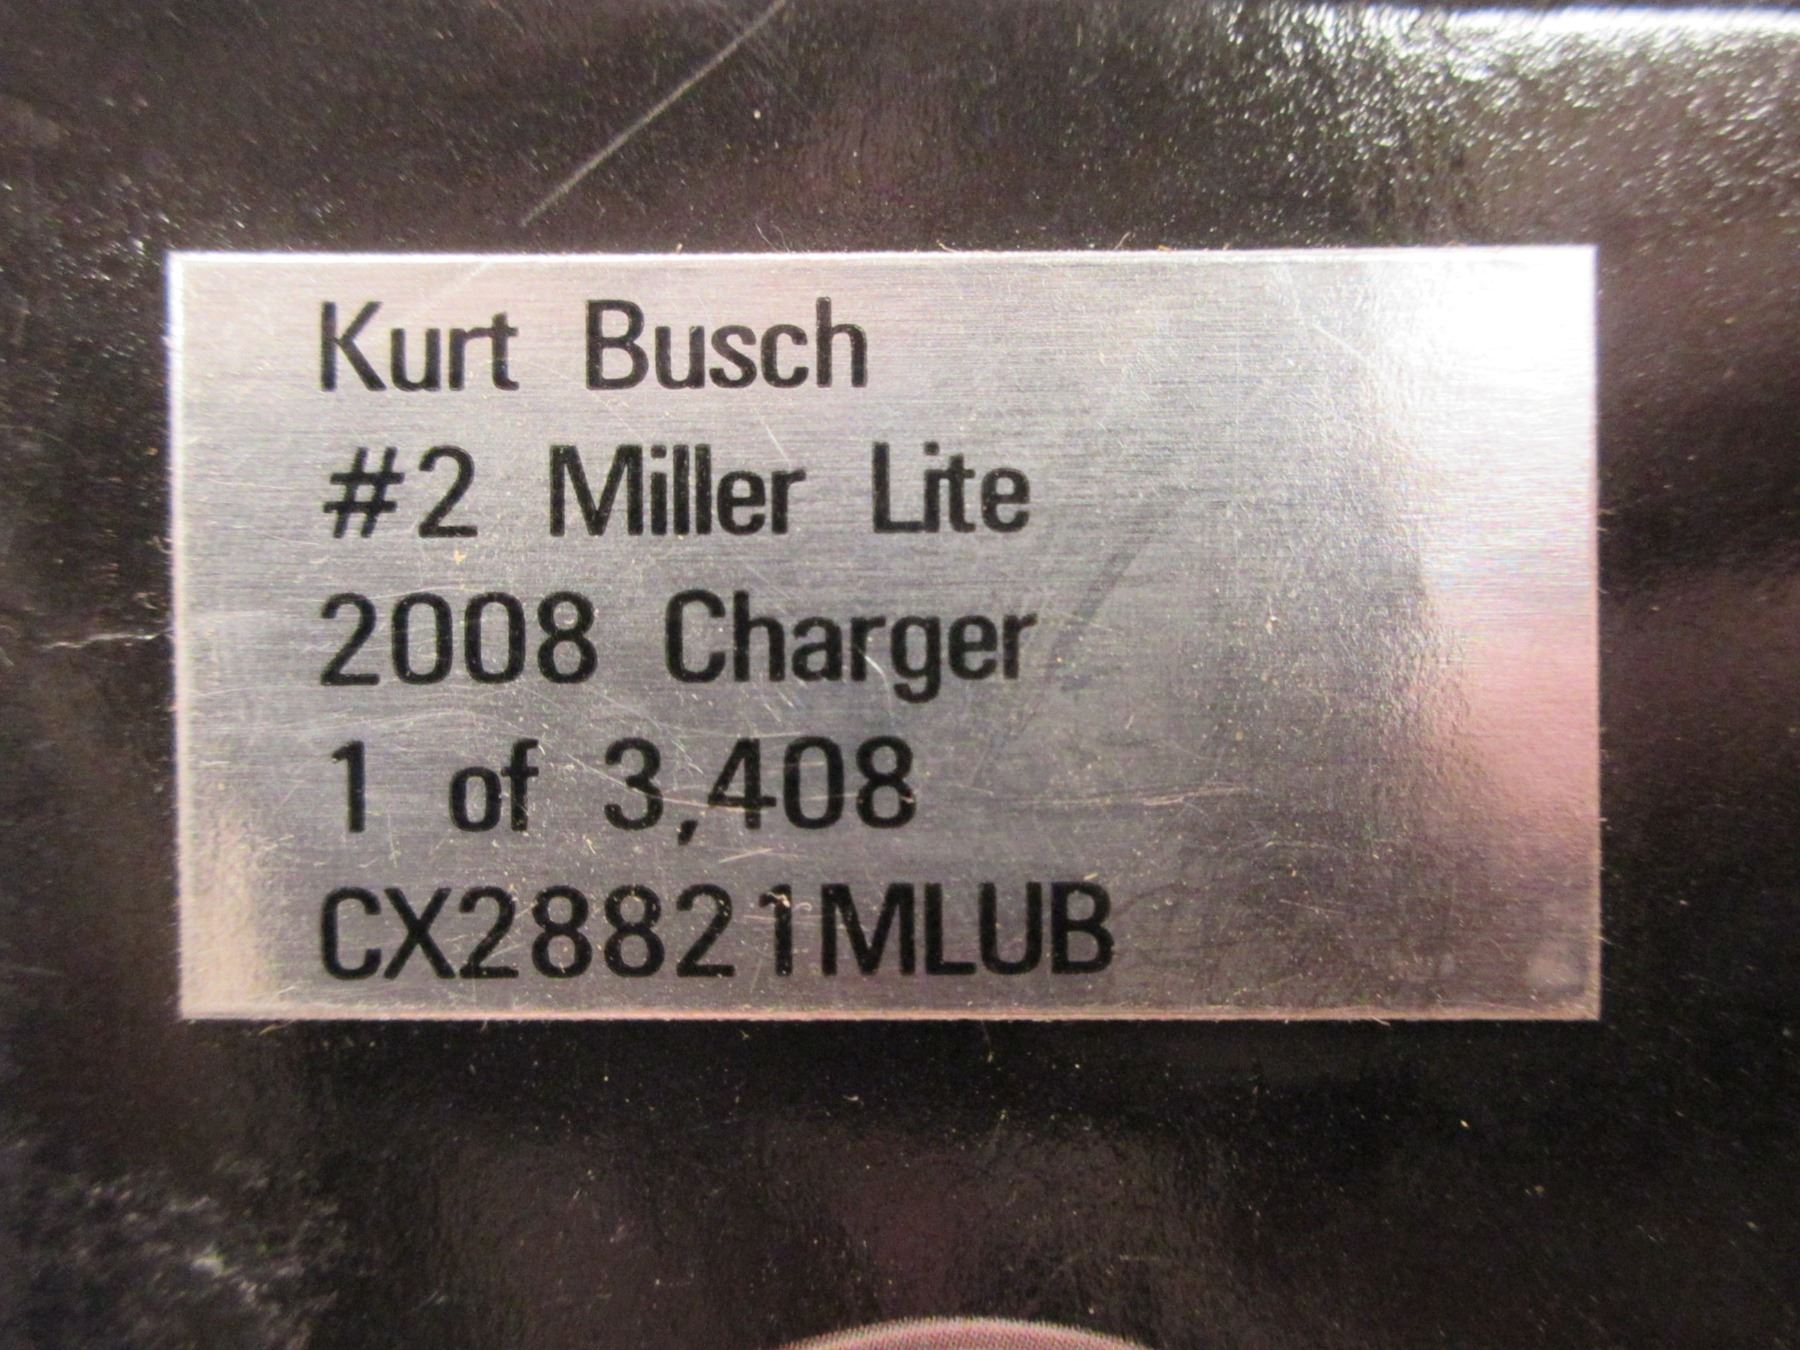 Kurt Busch
#2 Miller Lite
2008 Charger
1 of 3,408
CX28821MLUB